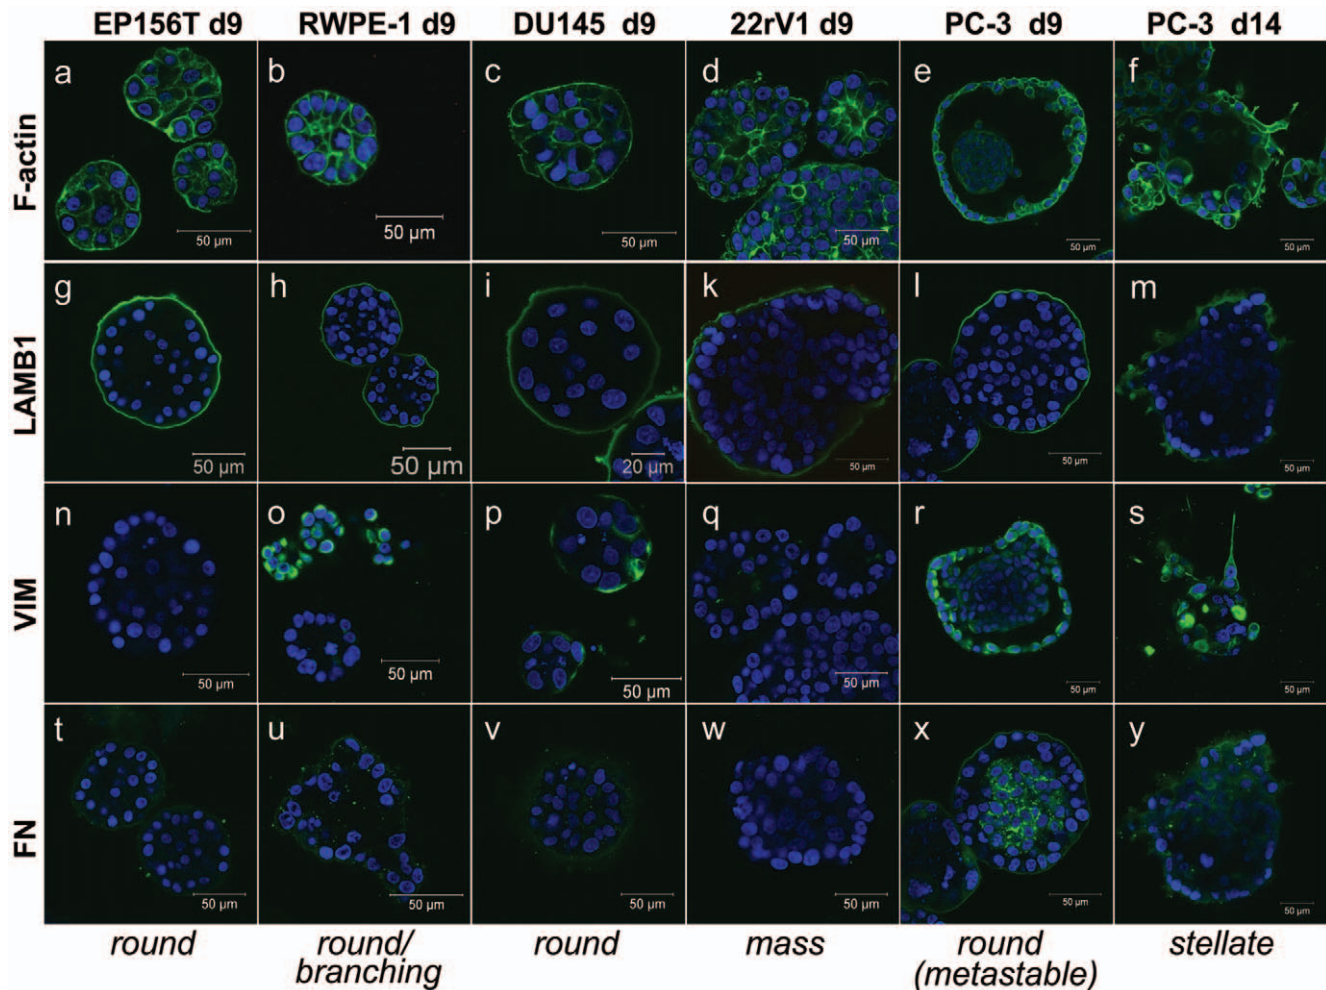 EP156T d9 RWPE-1 d9 DU145 d9 22rV1 d9 PC-3 d9 PC-3 d14
F-actin
a b c d e f
50 µm 50 µm 50 µm 50 µm 50 µm 50 µm
LAMB1
g h i k l m
50 µm 50 µm 20 µm 50 µm 50 µm 50 µm
VIM
n o p q r s
50 µm 50 µm 50 µm 50 µm 50 µm 50 µm
FN
t u v w x y
50 µm 50 µm 50 µm 50 µm 50 µm 50 µm
round round/ round mass round stellate
branching (metastable)